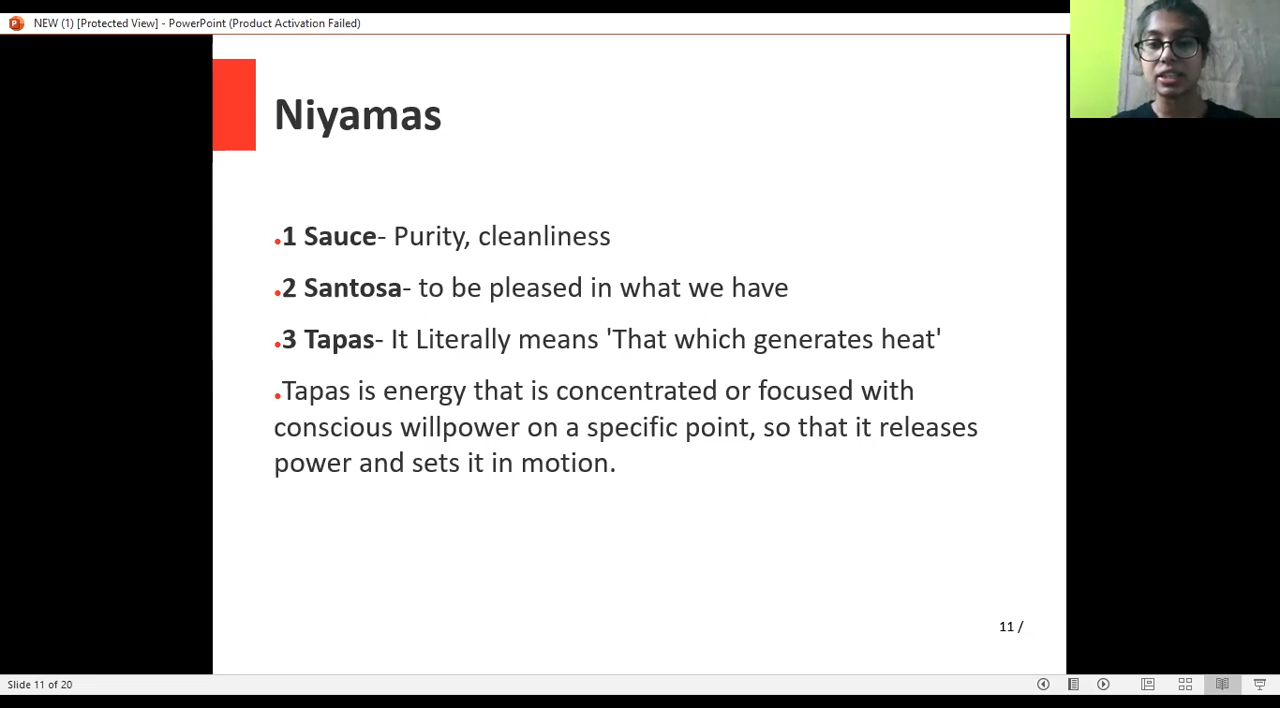 NEW (1) [Protected View] - PowerPoint (Product Activation Failed)
Niyamas
1 Sauce- Purity, cleanliness
2 Santosa- to be pleased in what we have
3 Tapas- It Literally means 'That which generates heat'
Tapas is energy that is concentrated or focused with
conscious willpower on a specific point, so that it releases
power and sets it in motion.
11 /
Slide 11 of 20